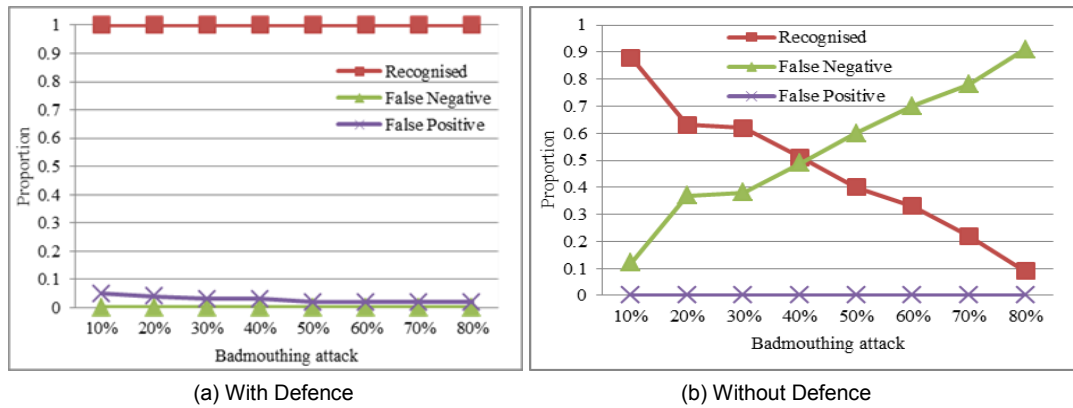 1
0.9
0.8
0.7
0.6
0.5
0.4
0.3
0.2
0.1
0
Proportion
Recognised
False Negative
False Positive
10% 20% 30% 40% 50% 60% 70% 80%
Badmouthing attack
(a) With Defence
1
0.9
0.8
0.7
0.6
0.5
0.4
0.3
0.2
0.1
0
Proportion
Recognised
False Negative
False Positive
10% 20% 30% 40% 50% 60% 70% 80%
Badmouthing attack
(b) Without Defence